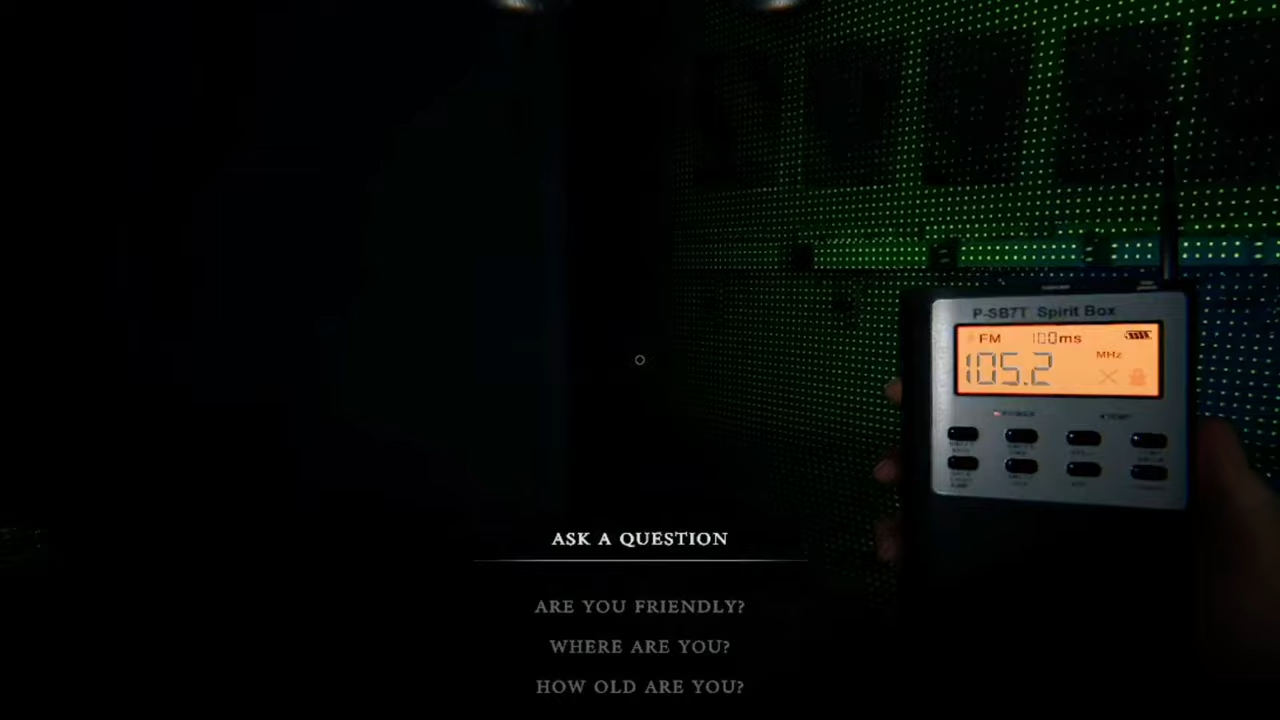 P-SB7T Spirit Box
FM 100ms
105.2 MHz
ASK A QUESTION
ARE YOU FRIENDLY?
WHERE ARE YOU?
HOW OLD ARE YOU?